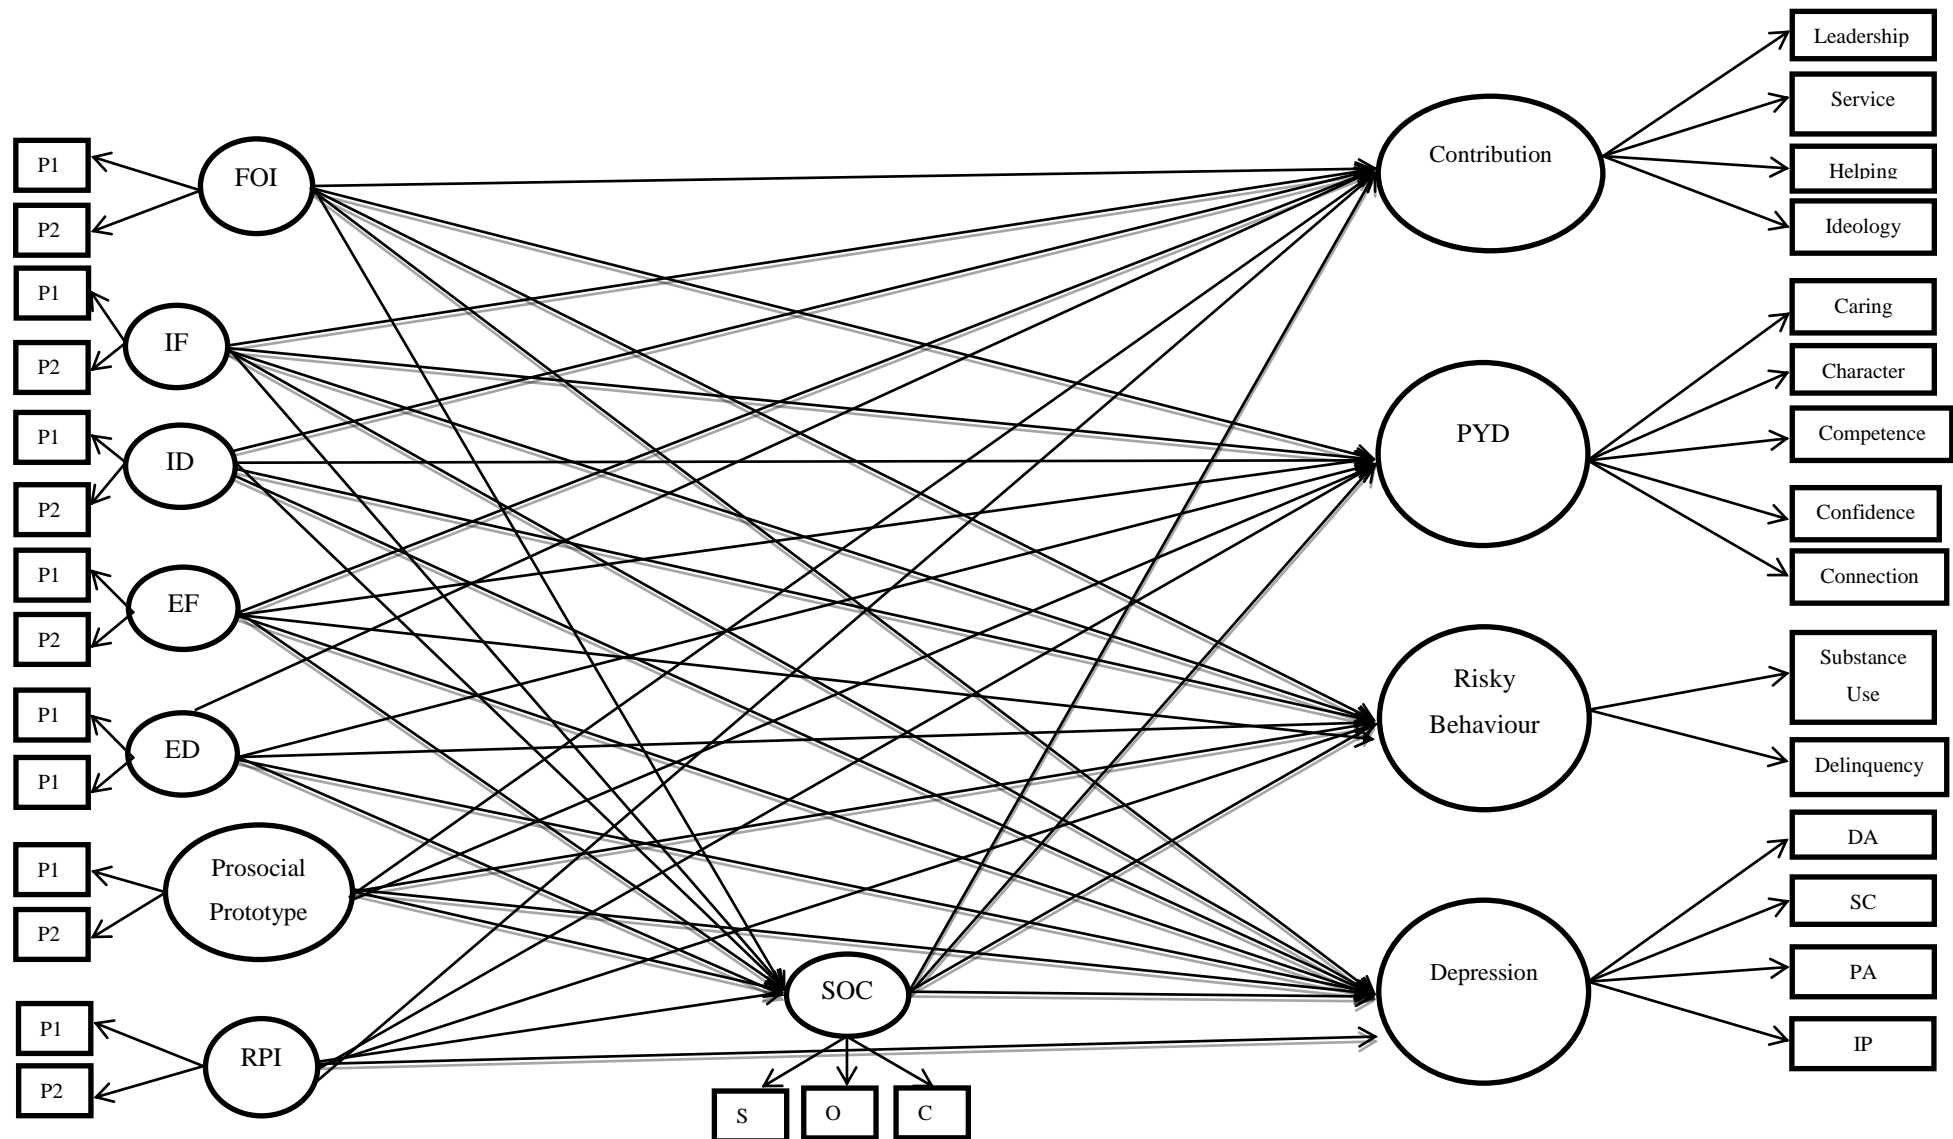 P1
P2
P1
P2
P1
P2
P1
P2
P1
P1
P1
P2
P1
P2
FOI
IF
ID
EF
ED
Prosocial
Prototype
RPI
SOC
S
O
C
Contribution
PYD
Risky
Behaviour
Depression
Leadership
Service
Helping
Ideology
Caring
Character
Competence
Confidence
Connection
Substance
Use
Delinquency
DA
SC
PA
IP